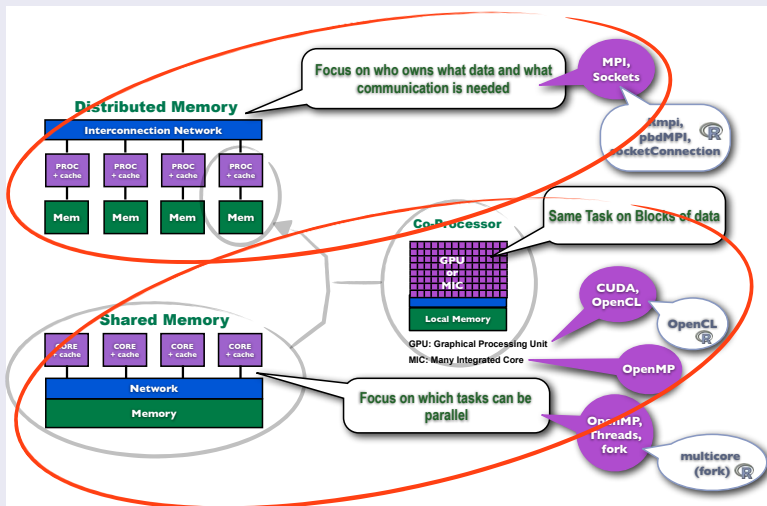 Focus on who owns what data and what
communication is needed
MPI,
Sockets
Distributed Memory
Interconnection Network
Rmpi,
pbdMPI,
socketConnection
R
PROC
+ cache
PROC
+ cache
PROC
+ cache
PROC
+ cache
Mem
Mem
Mem
Mem
Co-Processor
Same Task on Blocks of data
GPU
or
MIC
Local Memory
CUDA,
OpenCL
OpenCL
R
GPU: Graphical Processing Unit
MIC: Many Integrated Core
OpenMP
Shared Memory
CORE
+ cache
CORE
+ cache
CORE
+ cache
CORE
+ cache
Network
Memory
Focus on which tasks can be
parallel
OpenMP,
Threads,
fork
multicore
(fork) R